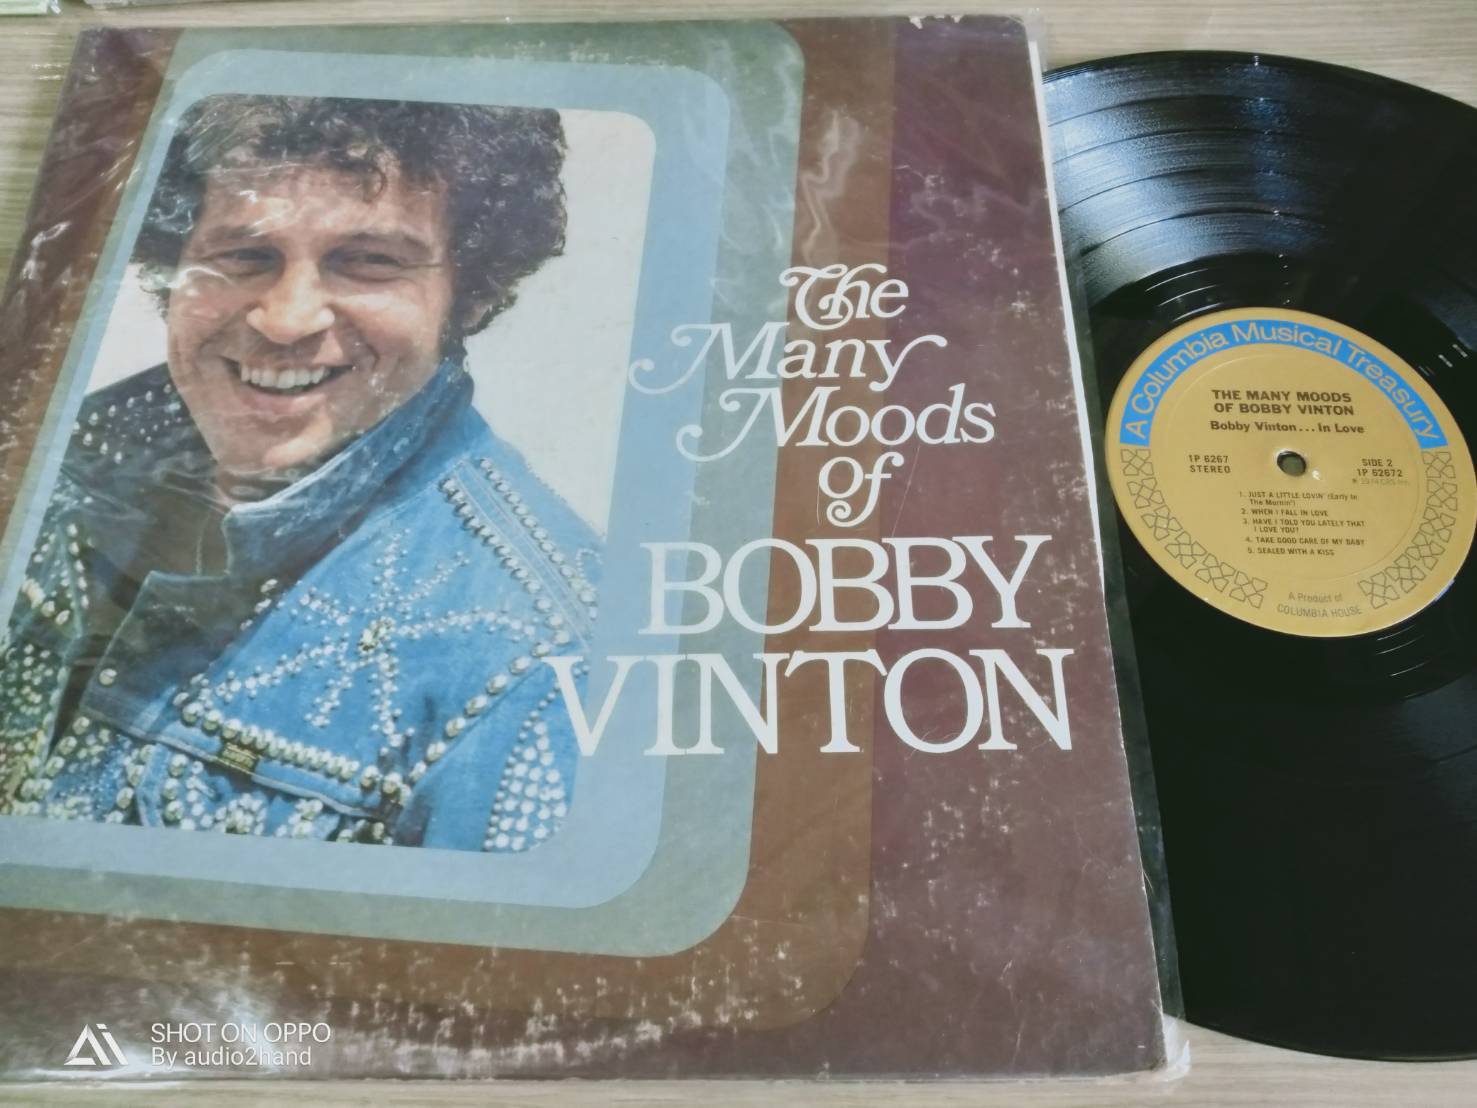 The
Many
Moods
of
BOBBY
VINTON
A Columbia Musical Treasury
THE MANY MOODS
OF BOBBY VINTON
Bobby Vinton... In Love
1P 6267
STEREO
SIDE 2
1P 62672
℗ 1974 CBS Inc.
1. JUST A LITTLE LOVIN' (Early In
The Mornin')
2. WHEN I FALL IN LOVE
3. HAVE I TOLD YOU LATELY THAT
I LOVE YOU?
4. TAKE GOOD CARE OF MY BABY
5. SEALED WITH A KISS
A Product of
COLUMBIA HOUSE
SHOT ON OPPO
By audio2hand